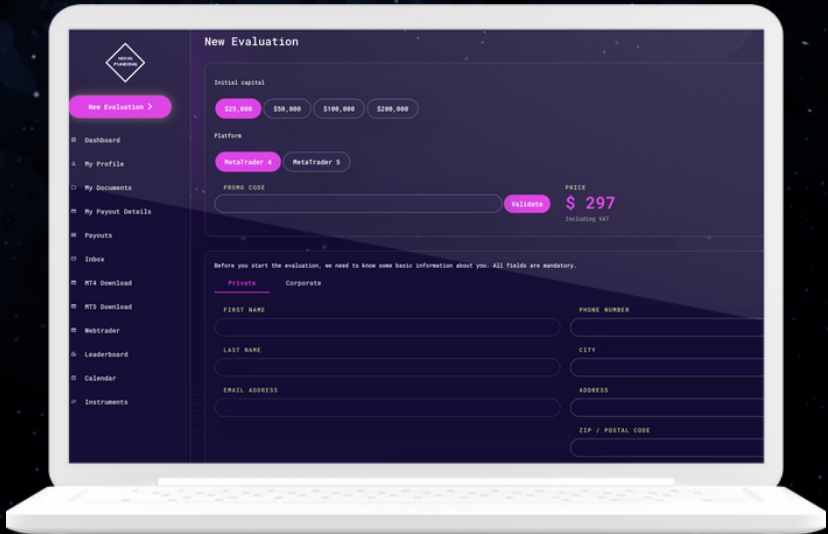 New Evaluation
NOVA
FUNDING
New Evaluation >
Dashboard
My Profile
My Documents
My Payout Details
Payouts
Inbox
MT4 Download
MT5 Download
Webtrader
Leaderboard
Calendar
Instruments
Initial capital
$25,000 $50,000 $100,000 $200,000
Platform
MetaTrader 4 MetaTrader 5
PROMO CODE
Validate
PRICE
$ 297
Including VAT
Before you start the evaluation, we need to know some basic information about you. All fields are mandatory.
Private Corporate
FIRST NAME
LAST NAME
EMAIL ADDRESS
PHONE NUMBER
CITY
ADDRESS
ZIP / POSTAL CODE